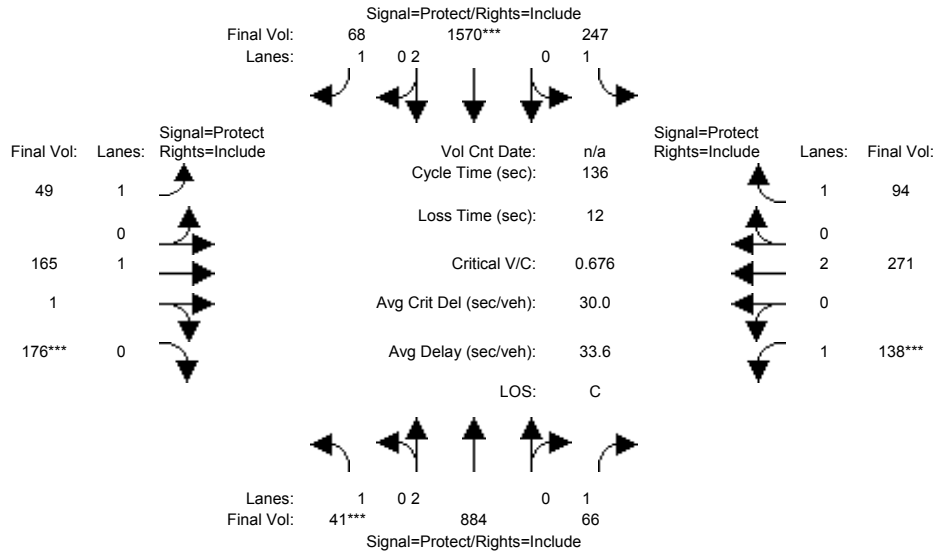 Signal=Protect/Rights=Include
Final Vol: 68 1570*** 247
Lanes: 1 0 2 0 1
Signal=Protect
Final Vol: Lanes: Rights=Include
Vol Cnt Date: n/a
Signal=Protect
Rights=Include Lanes: Final Vol:
Cycle Time (sec): 136
49 1
1 94
Loss Time (sec): 12
0
0
165 1
Critical V/C: 0.676
2 271
1
Avg Crit Del (sec/veh): 30.0
0
176*** 0
Avg Delay (sec/veh): 33.6
1 138***
LOS: C
Lanes: 1 0 2 0 1
Final Vol: 41*** 884 66
Signal=Protect/Rights=Include